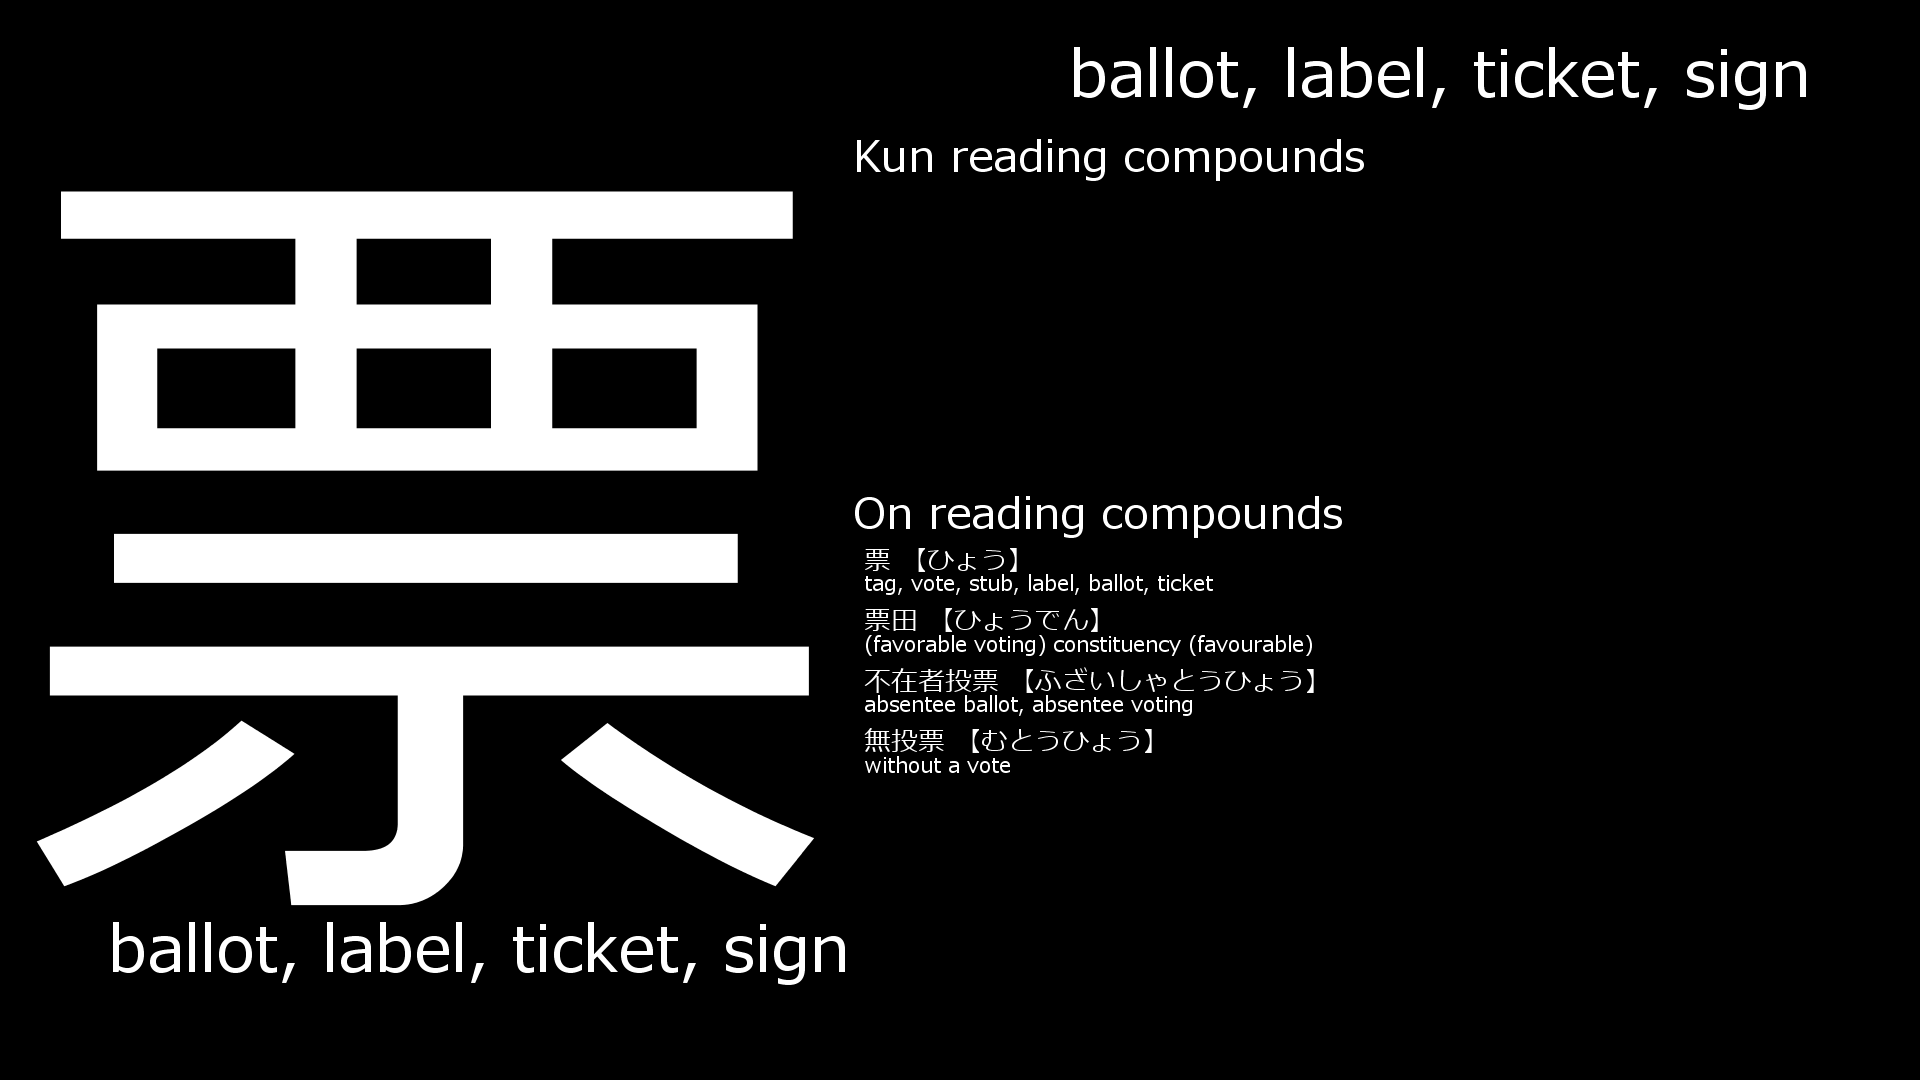 票
ballot, label, ticket, sign
ballot, label, ticket, sign
Kun reading compounds
On reading compounds
票 【ひょう】
tag, vote, stub, label, ballot, ticket
票田 【ひょうでん】
(favorable voting) constituency (favourable)
不在者投票 【ふざいしゃとうひょう】
absentee ballot, absentee voting
無投票 【むとうひょう】
without a vote